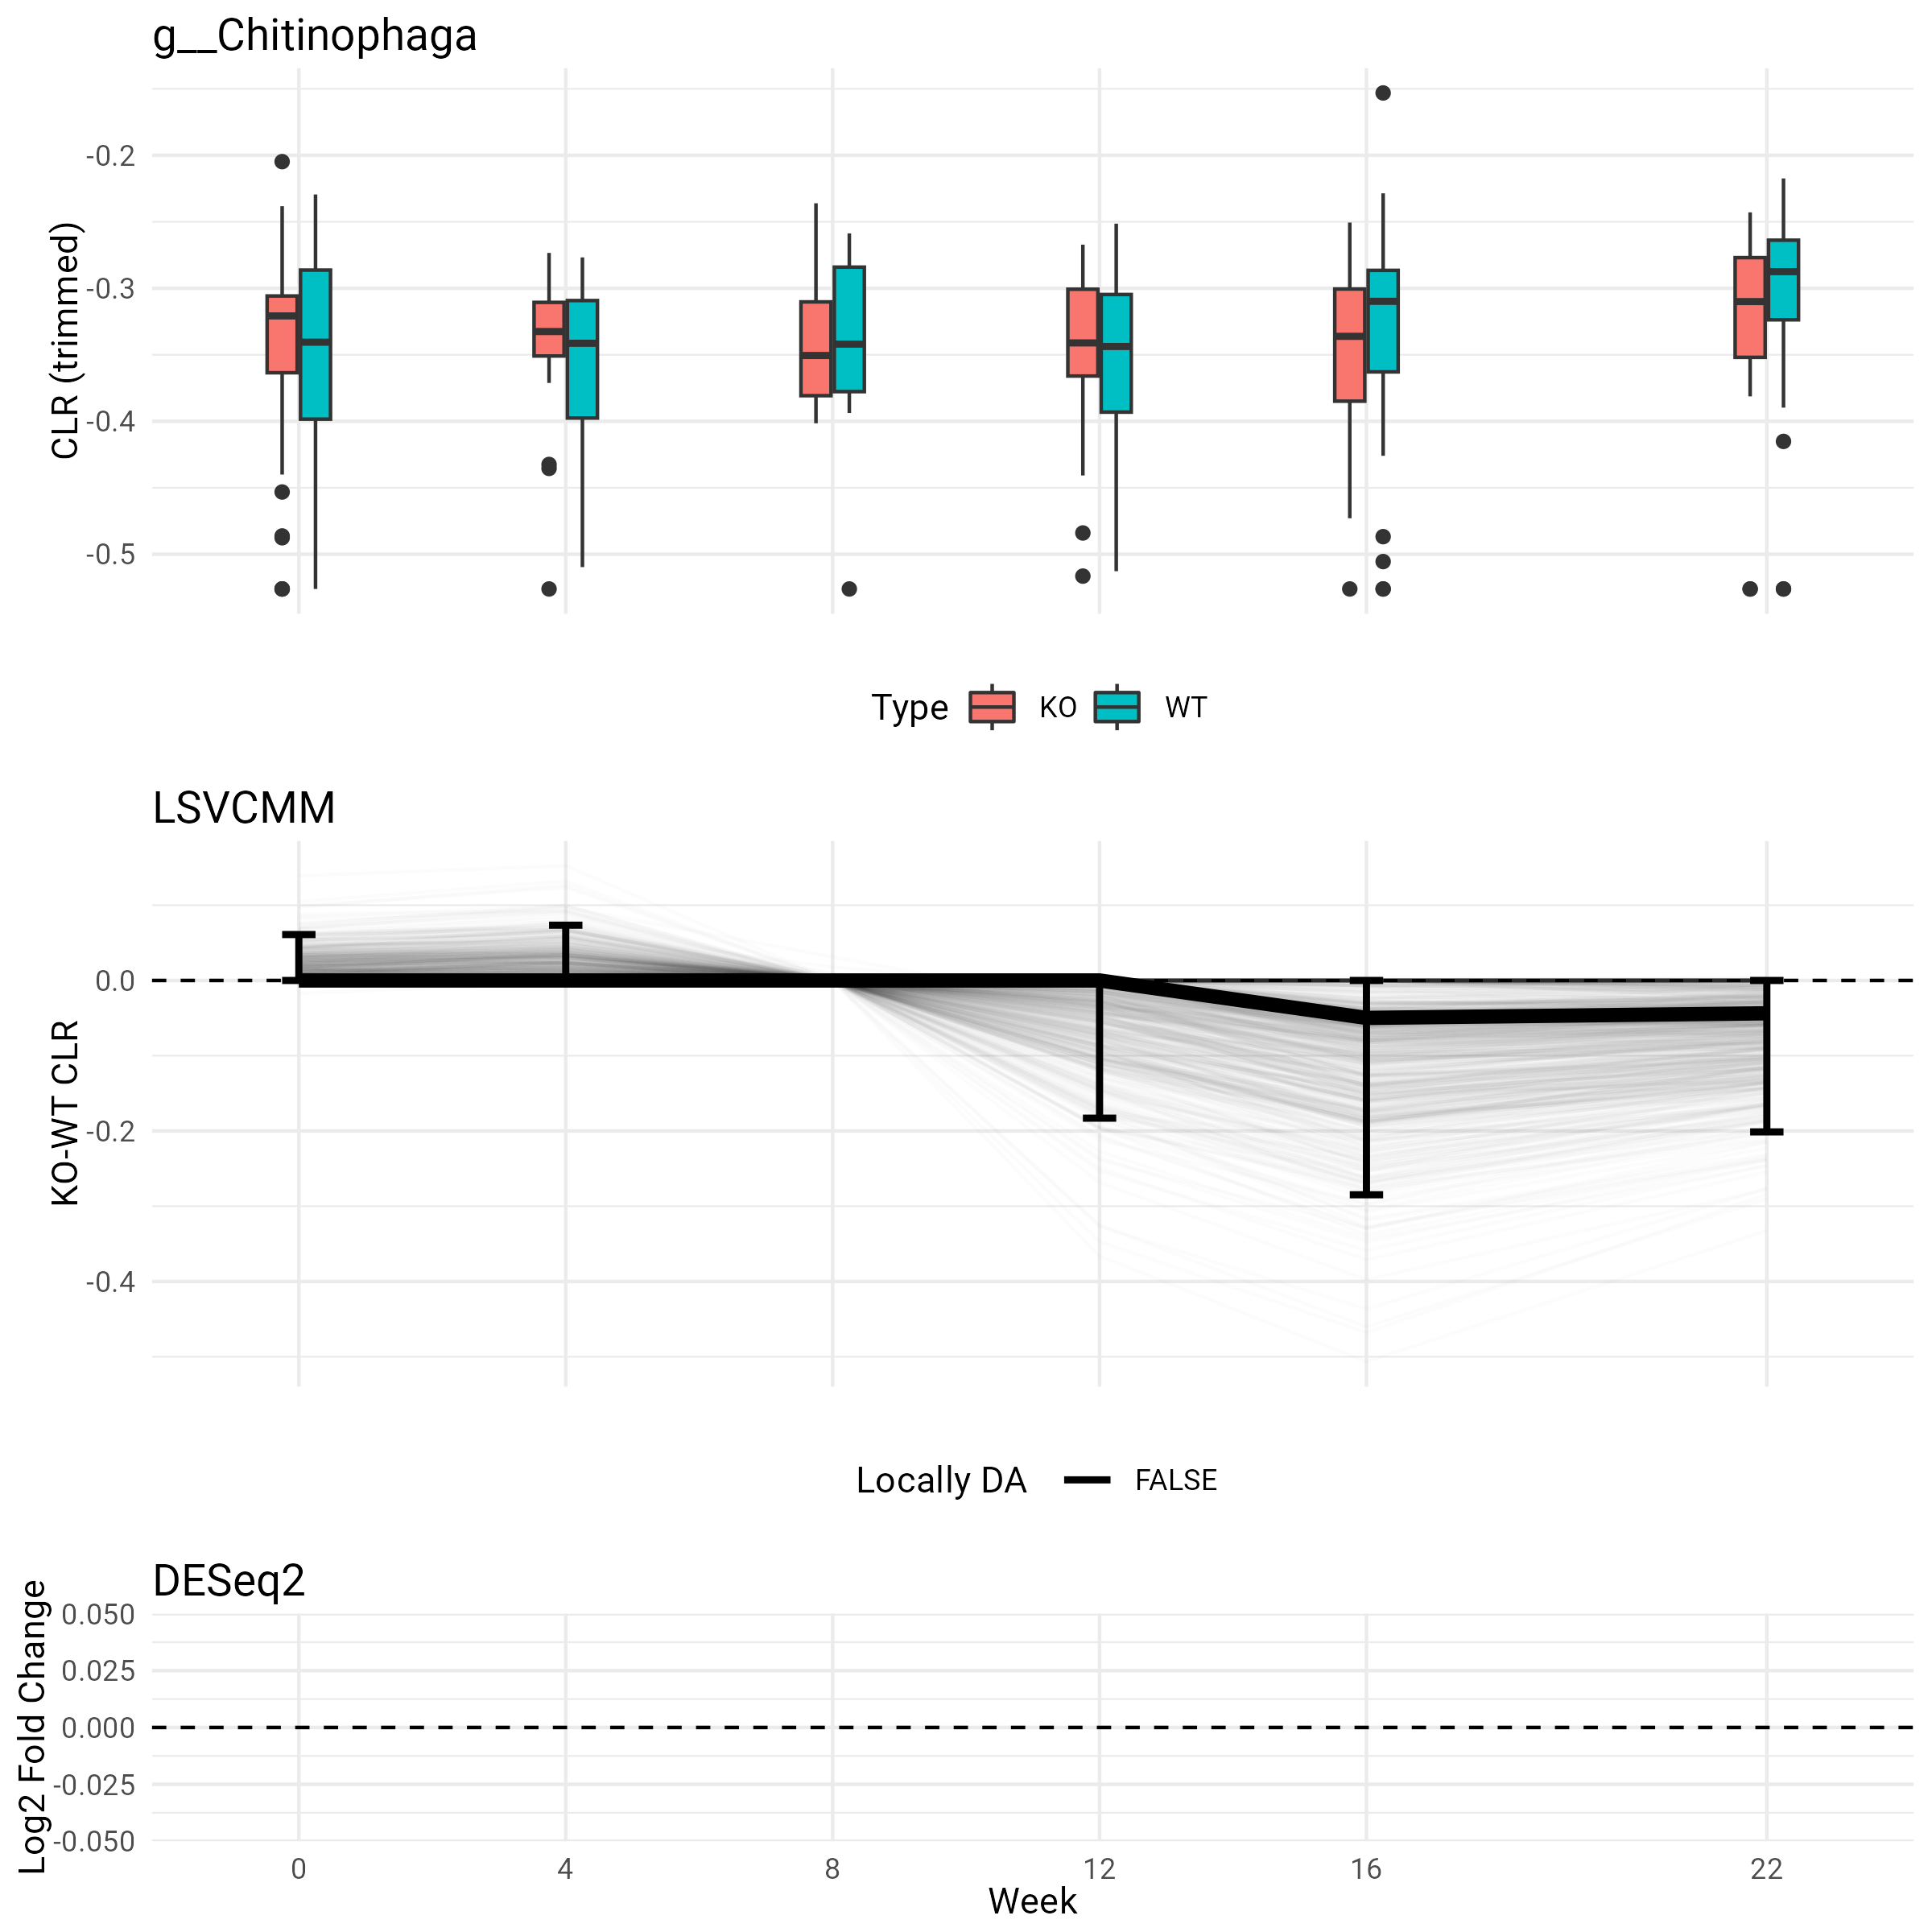 g__Chitinophaga
CLR (trimmed)
-0.2
-0.3
-0.4
-0.5
Type KO WT
LSVCMM
KO-WT CLR
0.0
-0.2
-0.4
Locally DA FALSE
DESeq2
Log2 Fold Change
0.050
0.025
0.000
-0.025
-0.050
0 4 8 12 16 22
Week